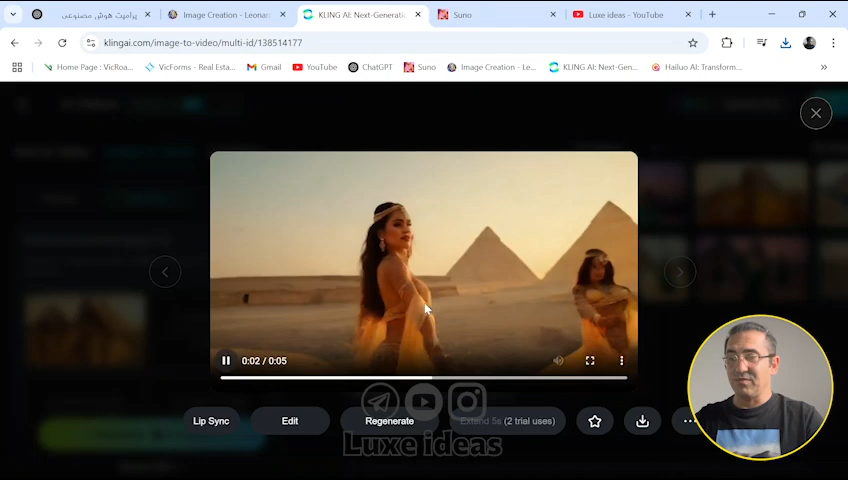 پرامیت هوش مصنوعی
Image Creation - Leonar
KLING AI: Next-Generatio
Suno
Luxe ideas - YouTube
klingai.com/image-to-video/multi-id/138514177
Home Page : VicRoa...
VicForms - Real Esta...
Gmail
YouTube
ChatGPT
Suno
Image Creation - Le...
KLING AI: Next-Gen...
Hailuo AI: Transform...
0:02 / 0:05
Lip Sync
Edit
Regenerate
Extend 5s (2 trial uses)
Luxe ideas